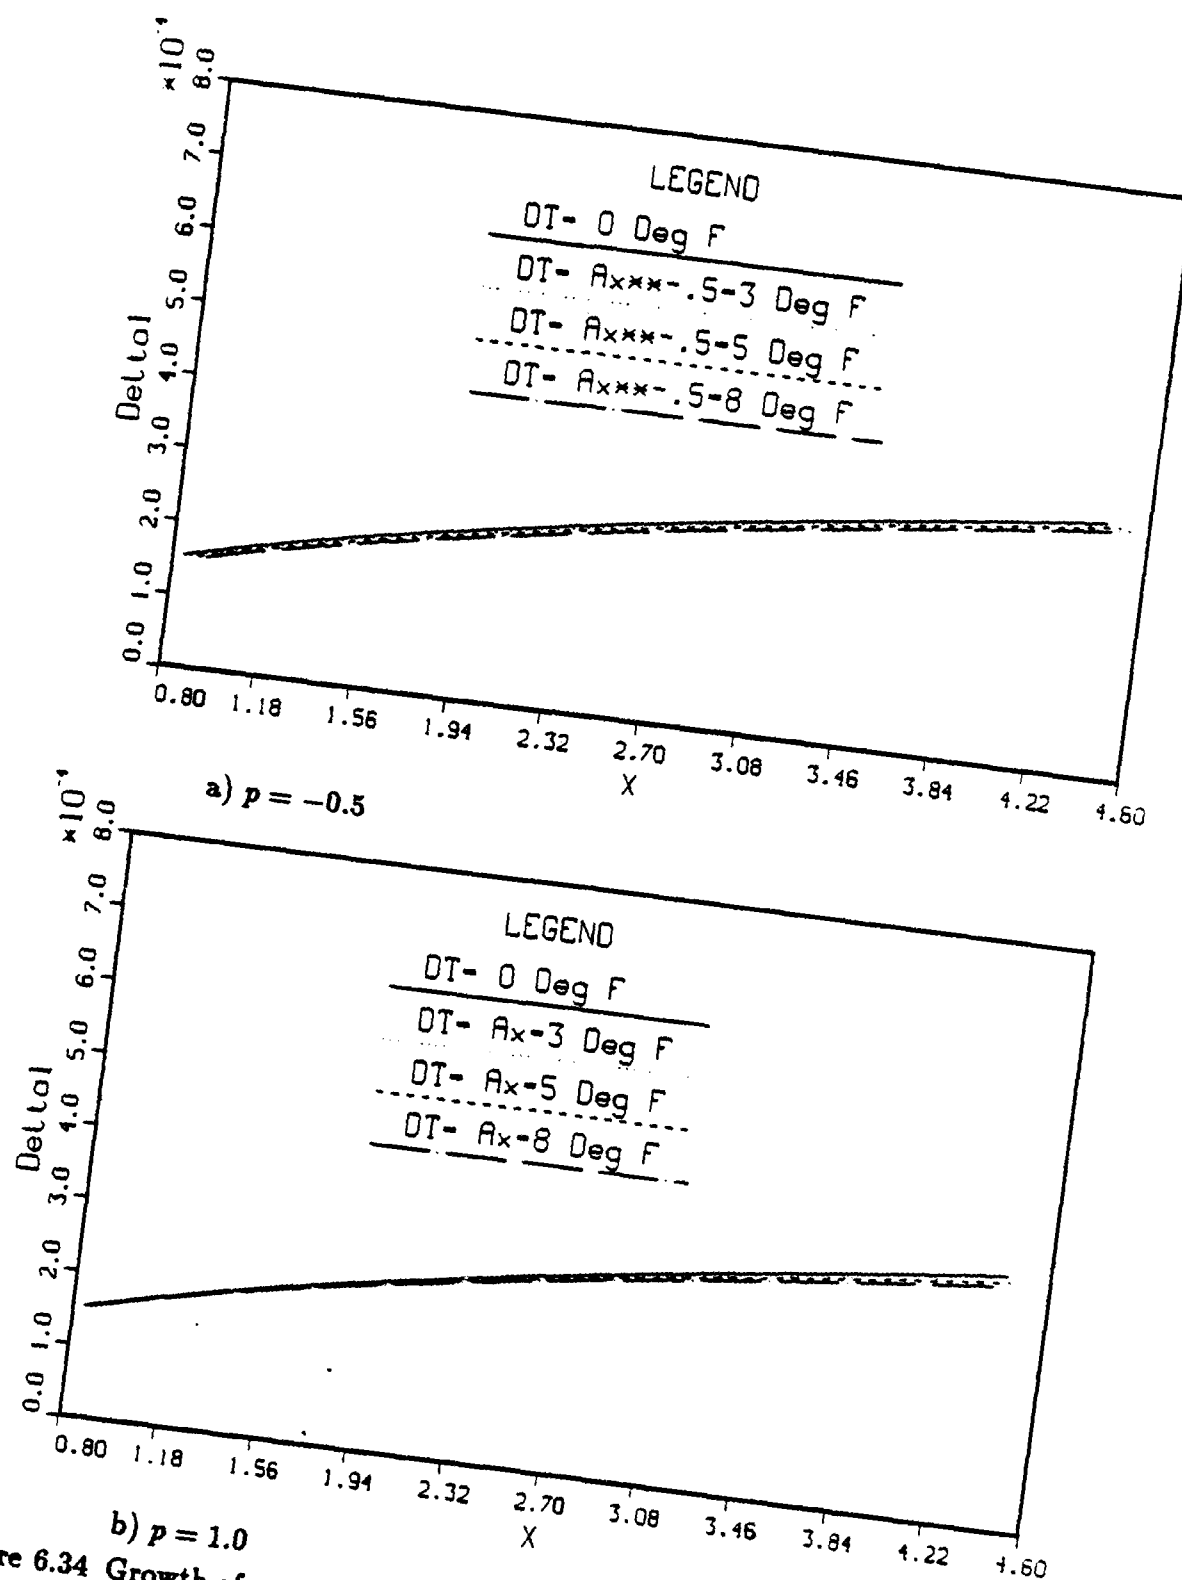 ×10⁻⁴
8.0
7.0
6.0
5.0
4.0
3.0
2.0
1.0
0.0
Delta1
LEGEND
DT= 0 Deg F
DT= Ax**-.5=3 Deg F
DT= Ax**-.5=5 Deg F
DT= Ax**-.5=8 Deg F
0.80 1.18 1.56 1.94 2.32 2.70 3.08 3.46 3.84 4.22 4.60
X
a) p = −0.5
×10⁻⁴
8.0
7.0
6.0
5.0
4.0
3.0
2.0
1.0
0.0
Delta1
LEGEND
DT= 0 Deg F
DT= Ax=3 Deg F
DT= Ax=5 Deg F
DT= Ax=8 Deg F
0.80 1.18 1.56 1.94 2.32 2.70 3.08 3.46 3.84 4.22 4.60
X
b) p = 1.0
re 6.34 Growth of